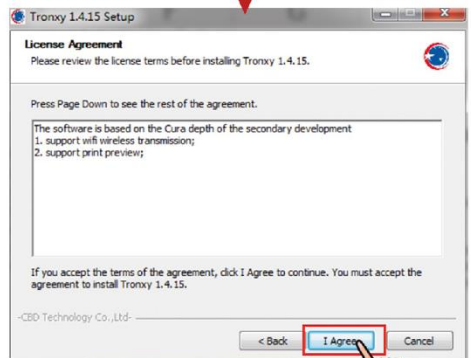 Tronxy 1.4.15 Setup
License Agreement
Please review the license terms before installing Tronxy 1.4.15.
Press Page Down to see the rest of the agreement.
The software is based on the Cura depth of the secondary development
1. support wifi wireless transmission;
2. support print preview;
If you accept the terms of the agreement, click I Agree to continue. You must accept the
agreement to install Tronxy 1.4.15.
-CBD Technology Co.,Ltd-
< Back
I Agree
Cancel